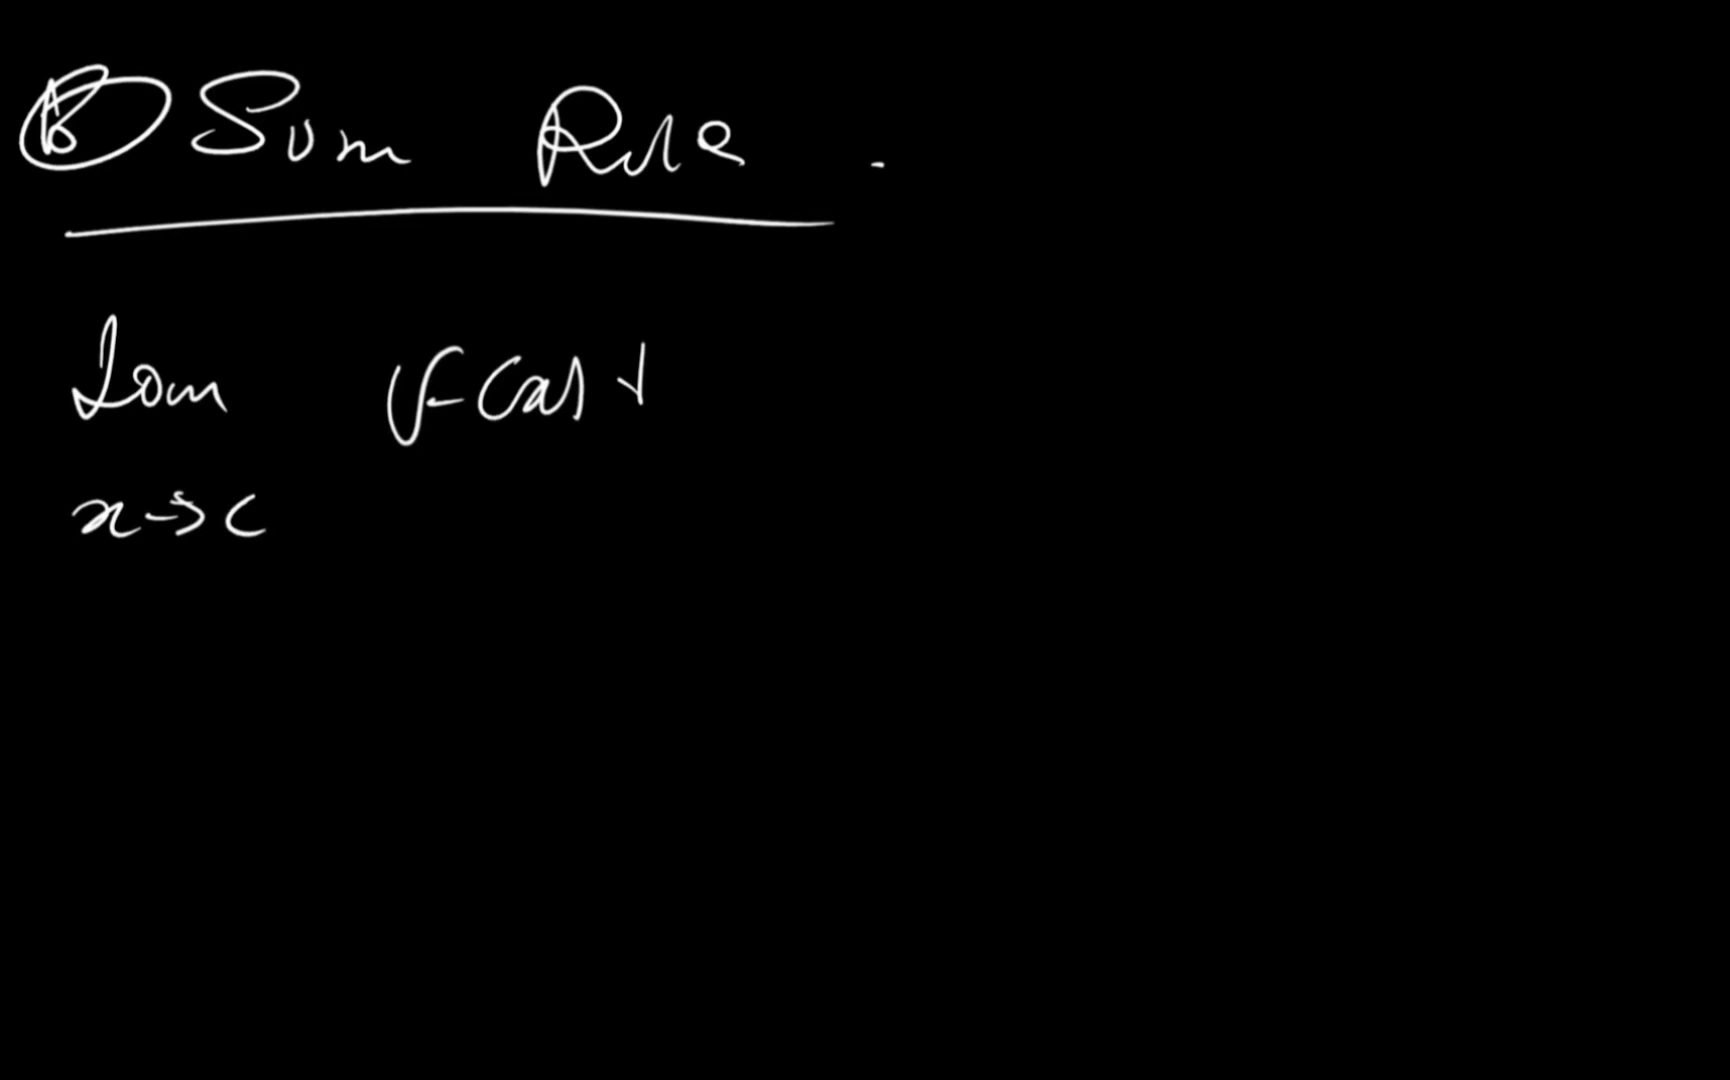 Ⓑ Sum Rule .
Lim f(x) +
x→c